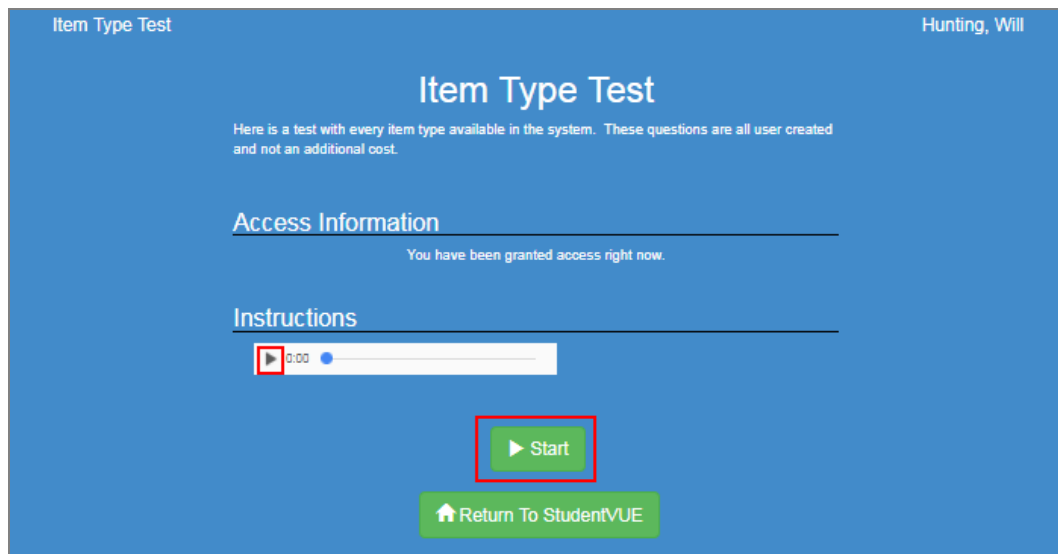 Item Type Test
Hunting, Will
Item Type Test
Here is a test with every item type available in the system. These questions are all user created
and not an additional cost.
Access Information
You have been granted access right now.
Instructions
0:00
Start
Return To StudentVUE